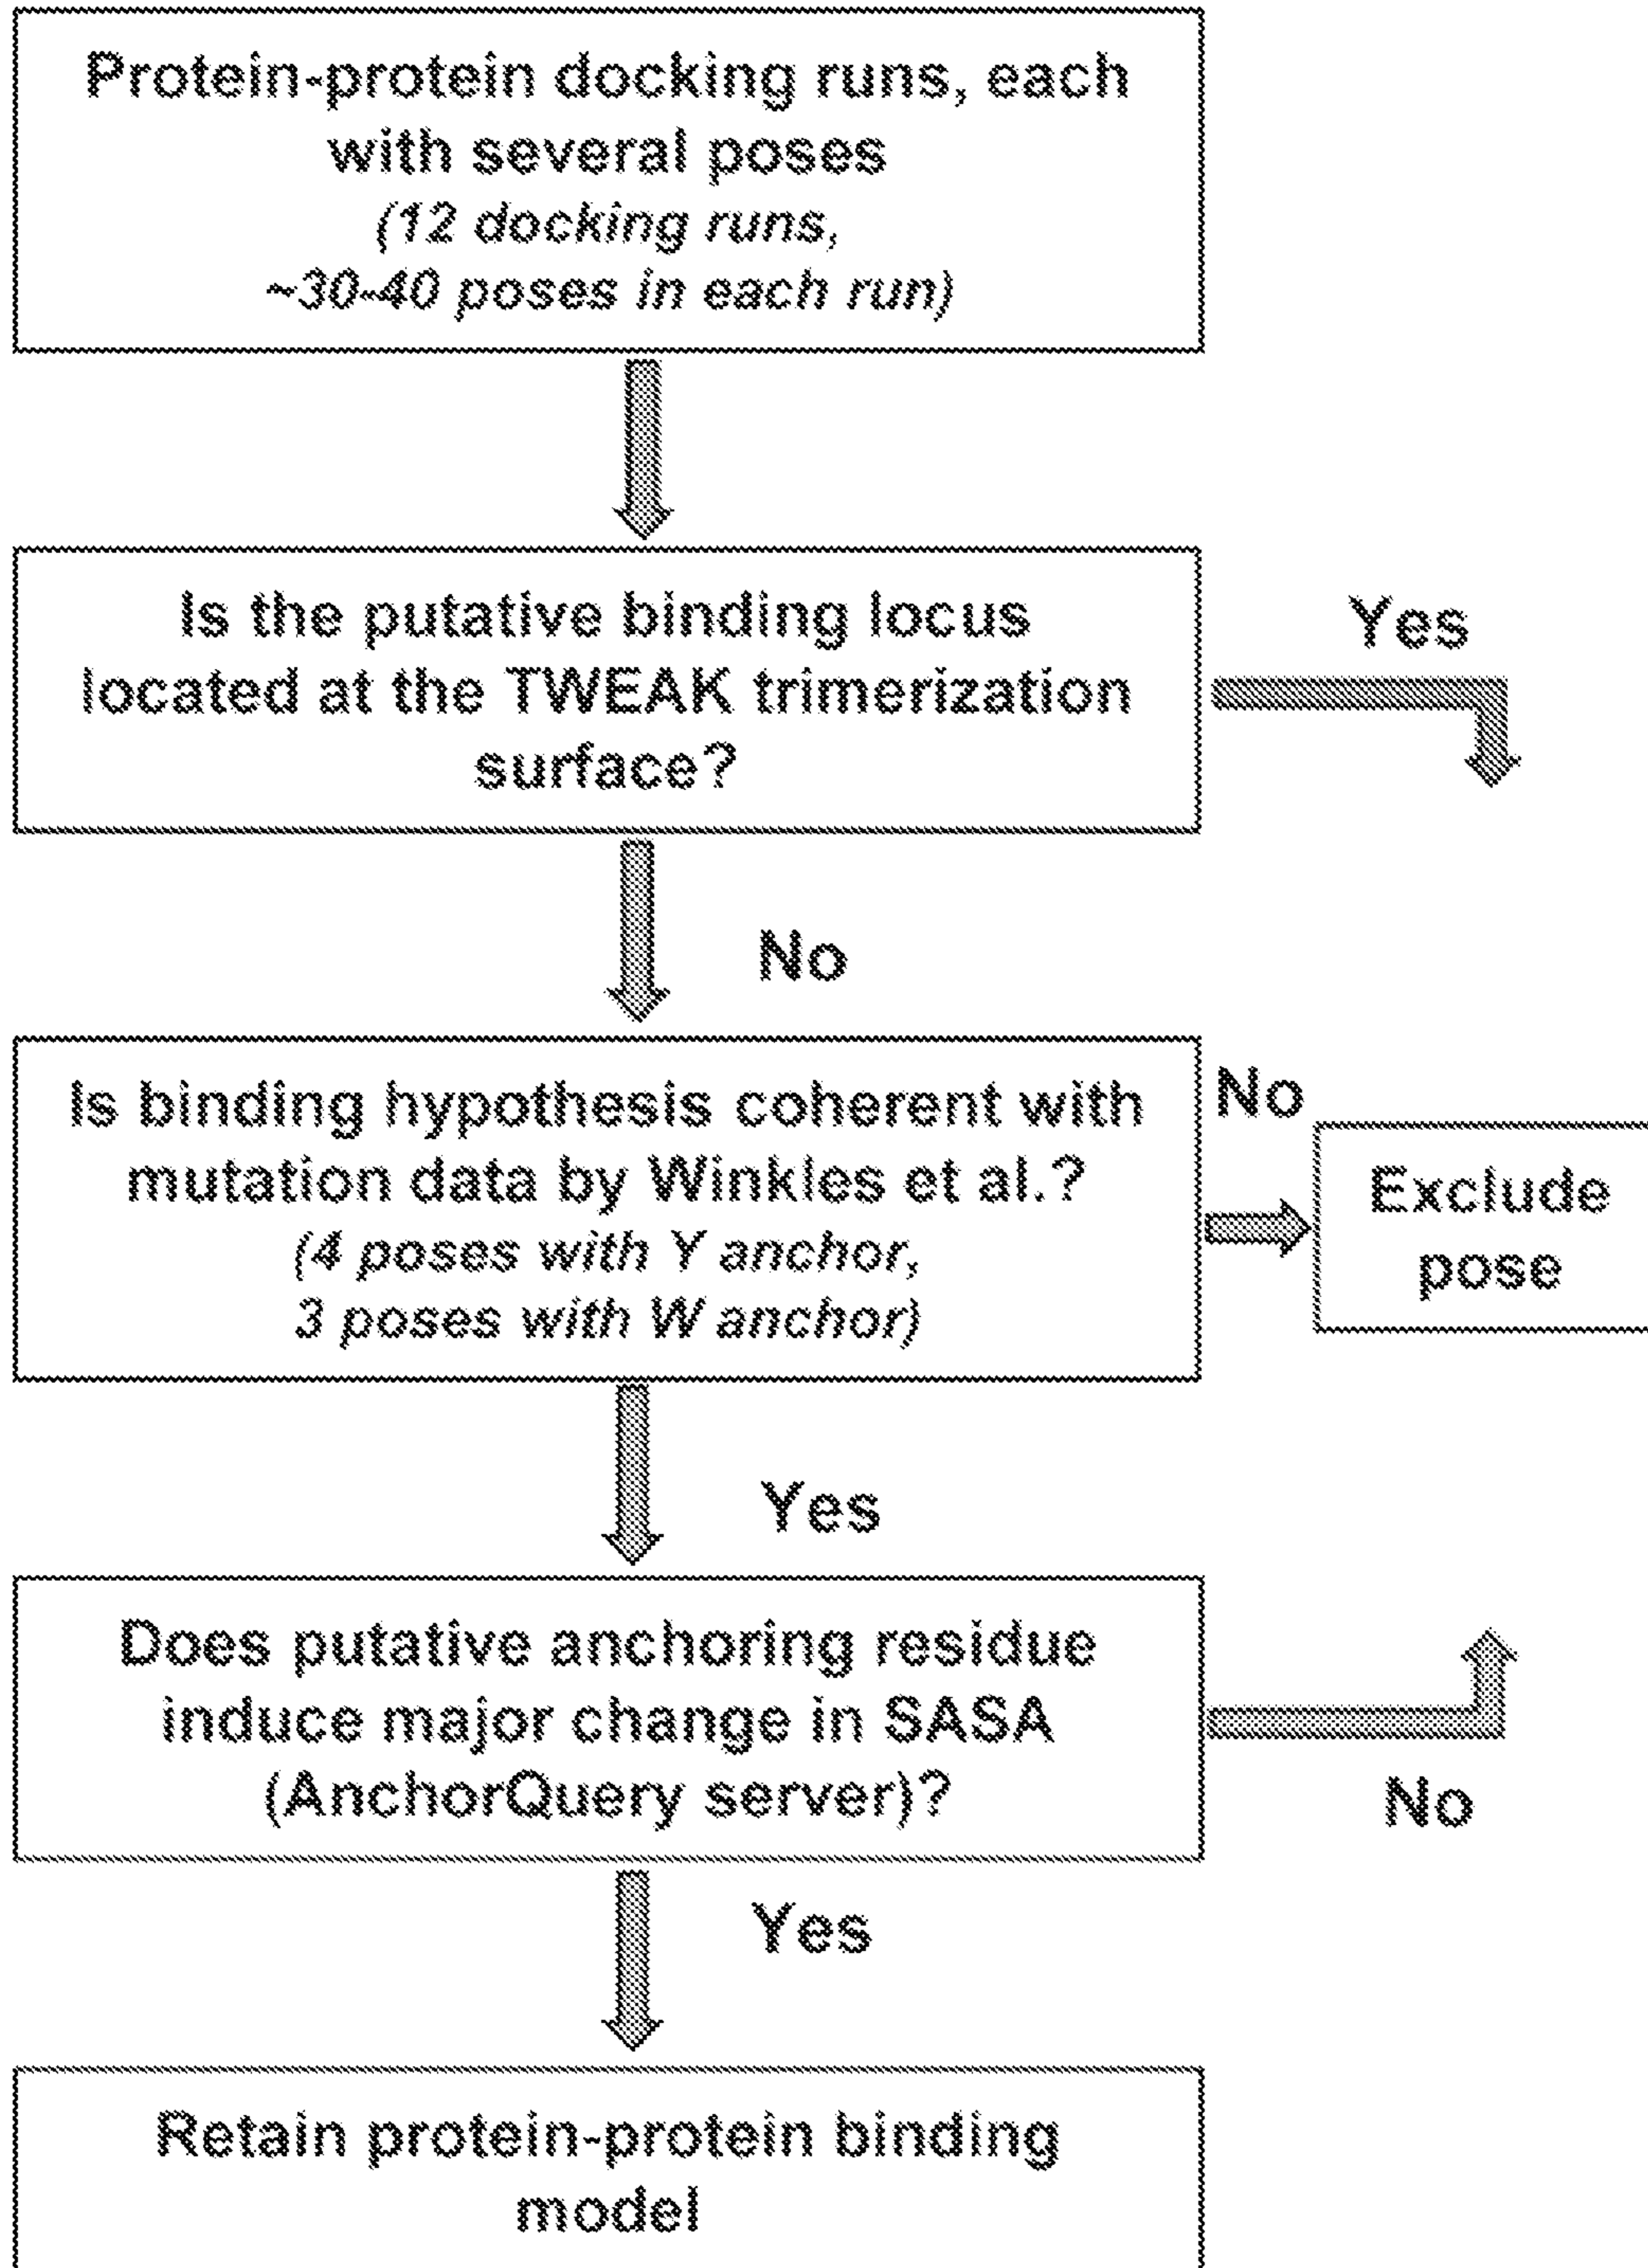 Protein-protein docking runs, each
with several poses
(12 docking runs,
~30-40 poses in each run)
Is the putative binding locus
located at the TWEAK trimerization
surface?
Yes
No
Is binding hypothesis coherent with
mutation data by Winkles et al.?
(4 poses with Y anchor,
3 poses with W anchor)
No
Exclude
pose
Yes
Does putative anchoring residue
induce major change in SASA
(AnchorQuery server)?
No
Yes
Retain protein-protein binding
model